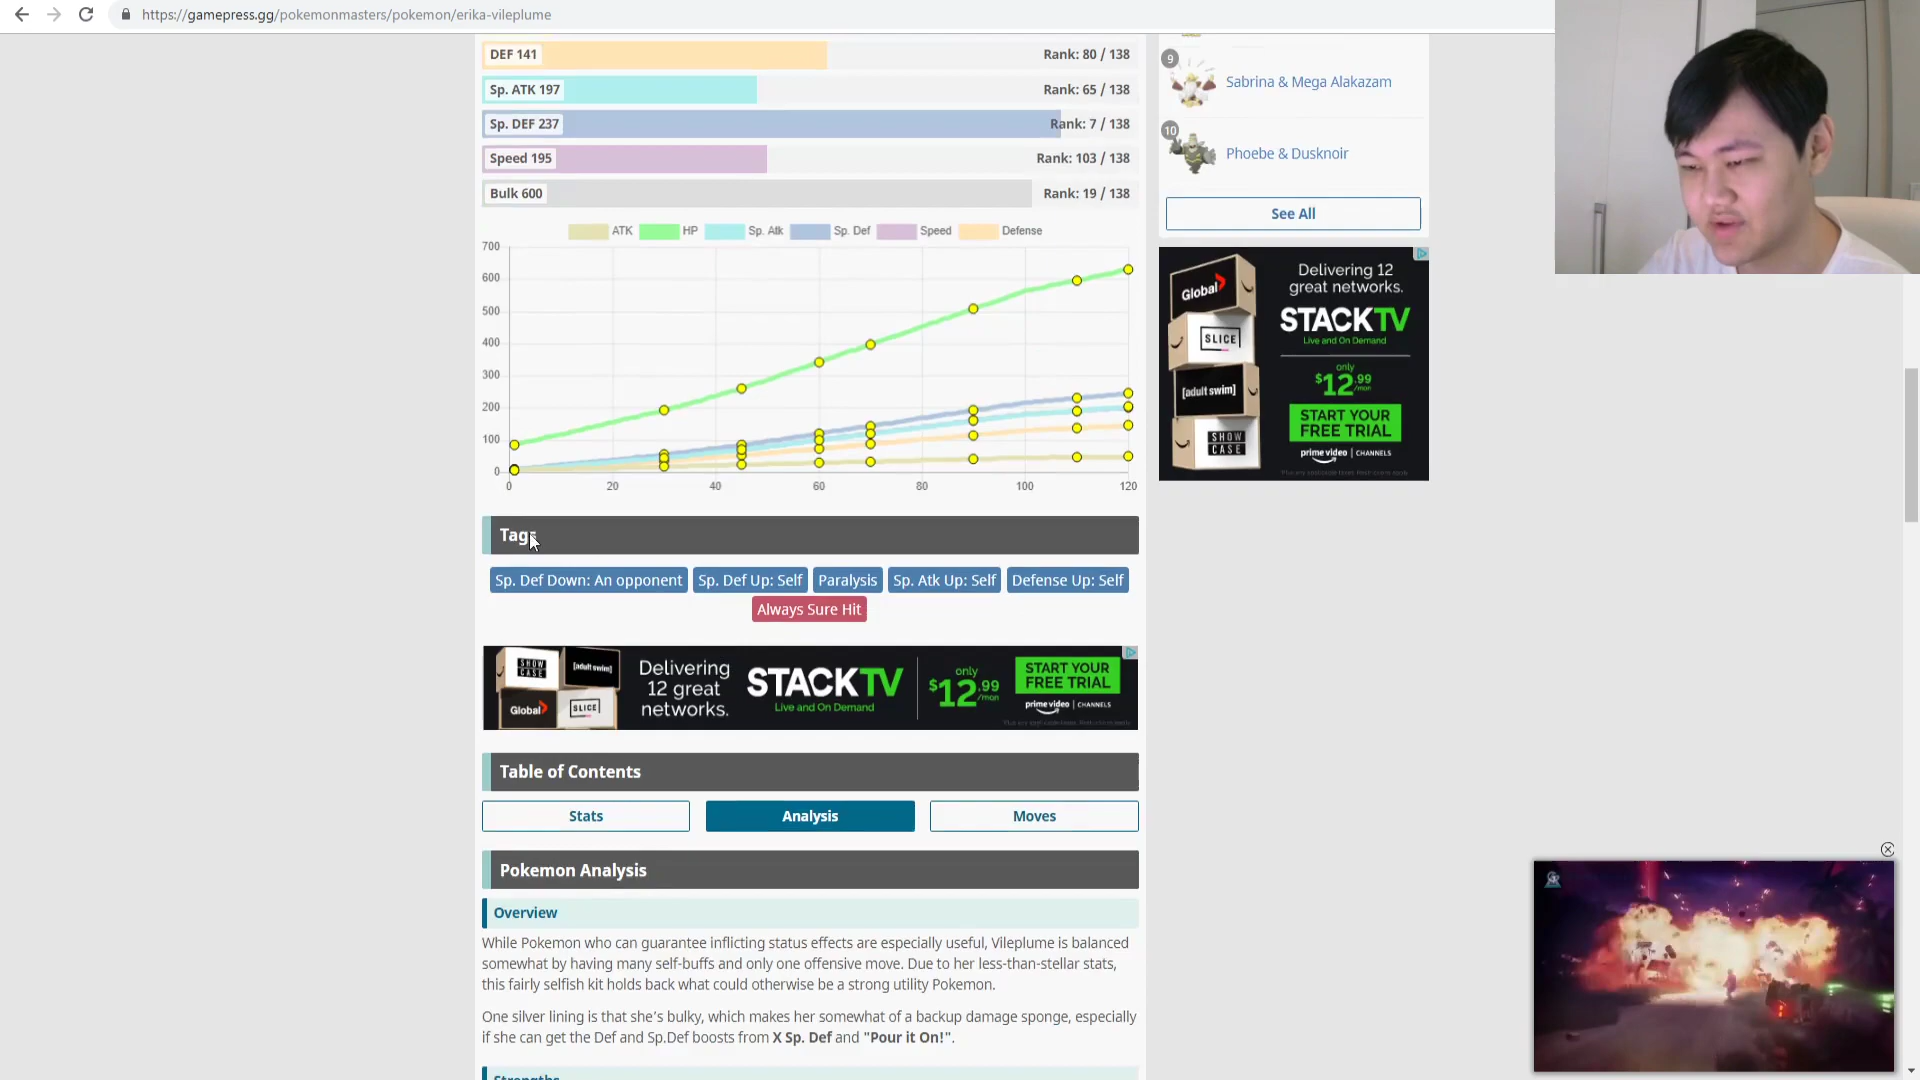 https://gamepress.gg/pokemonmasters/pokemon/erika-vileplume
DEF 141
Rank: 80 / 138
Sp. ATK 197
Rank: 65 / 138
Sp. DEF 237
Rank: 7 / 138
Speed 195
Rank: 103 / 138
Bulk 600
Rank: 19 / 138
ATK
HP
Sp. Atk
Sp. Def
Speed
Defense
700
600
500
400
300
200
100
0
0
20
40
60
80
100
120
Tags
Sp. Def Down: An opponent
Sp. Def Up: Self
Paralysis
Sp. Atk Up: Self
Defense Up: Self
Always Sure Hit
SHOW CASE
[adult swim]
Global
SLICE
Delivering
12 great
networks.
STACKTV
Live and On Demand
only
$12.99
/mon
START YOUR
FREE TRIAL
prime video | CHANNELS
Table of Contents
Stats
Analysis
Moves
Pokemon Analysis
Overview
While Pokemon who can guarantee inflicting status effects are especially useful, Vileplume is balanced
somewhat by having many self-buffs and only one offensive move. Due to her less-than-stellar stats,
this fairly selfish kit holds back what could otherwise be a strong utility Pokemon.
One silver lining is that she's bulky, which makes her somewhat of a backup damage sponge, especially
if she can get the Def and Sp.Def boosts from X Sp. Def and "Pour it On!".
Strengths
9
Sabrina & Mega Alakazam
10
Phoebe & Dusknoir
See All
Global
SLICE
[adult swim]
SHOW
CASE
Delivering 12
great networks.
STACKTV
Live and On Demand
only
$12.99
/mon
START YOUR
FREE TRIAL
prime video | CHANNELS